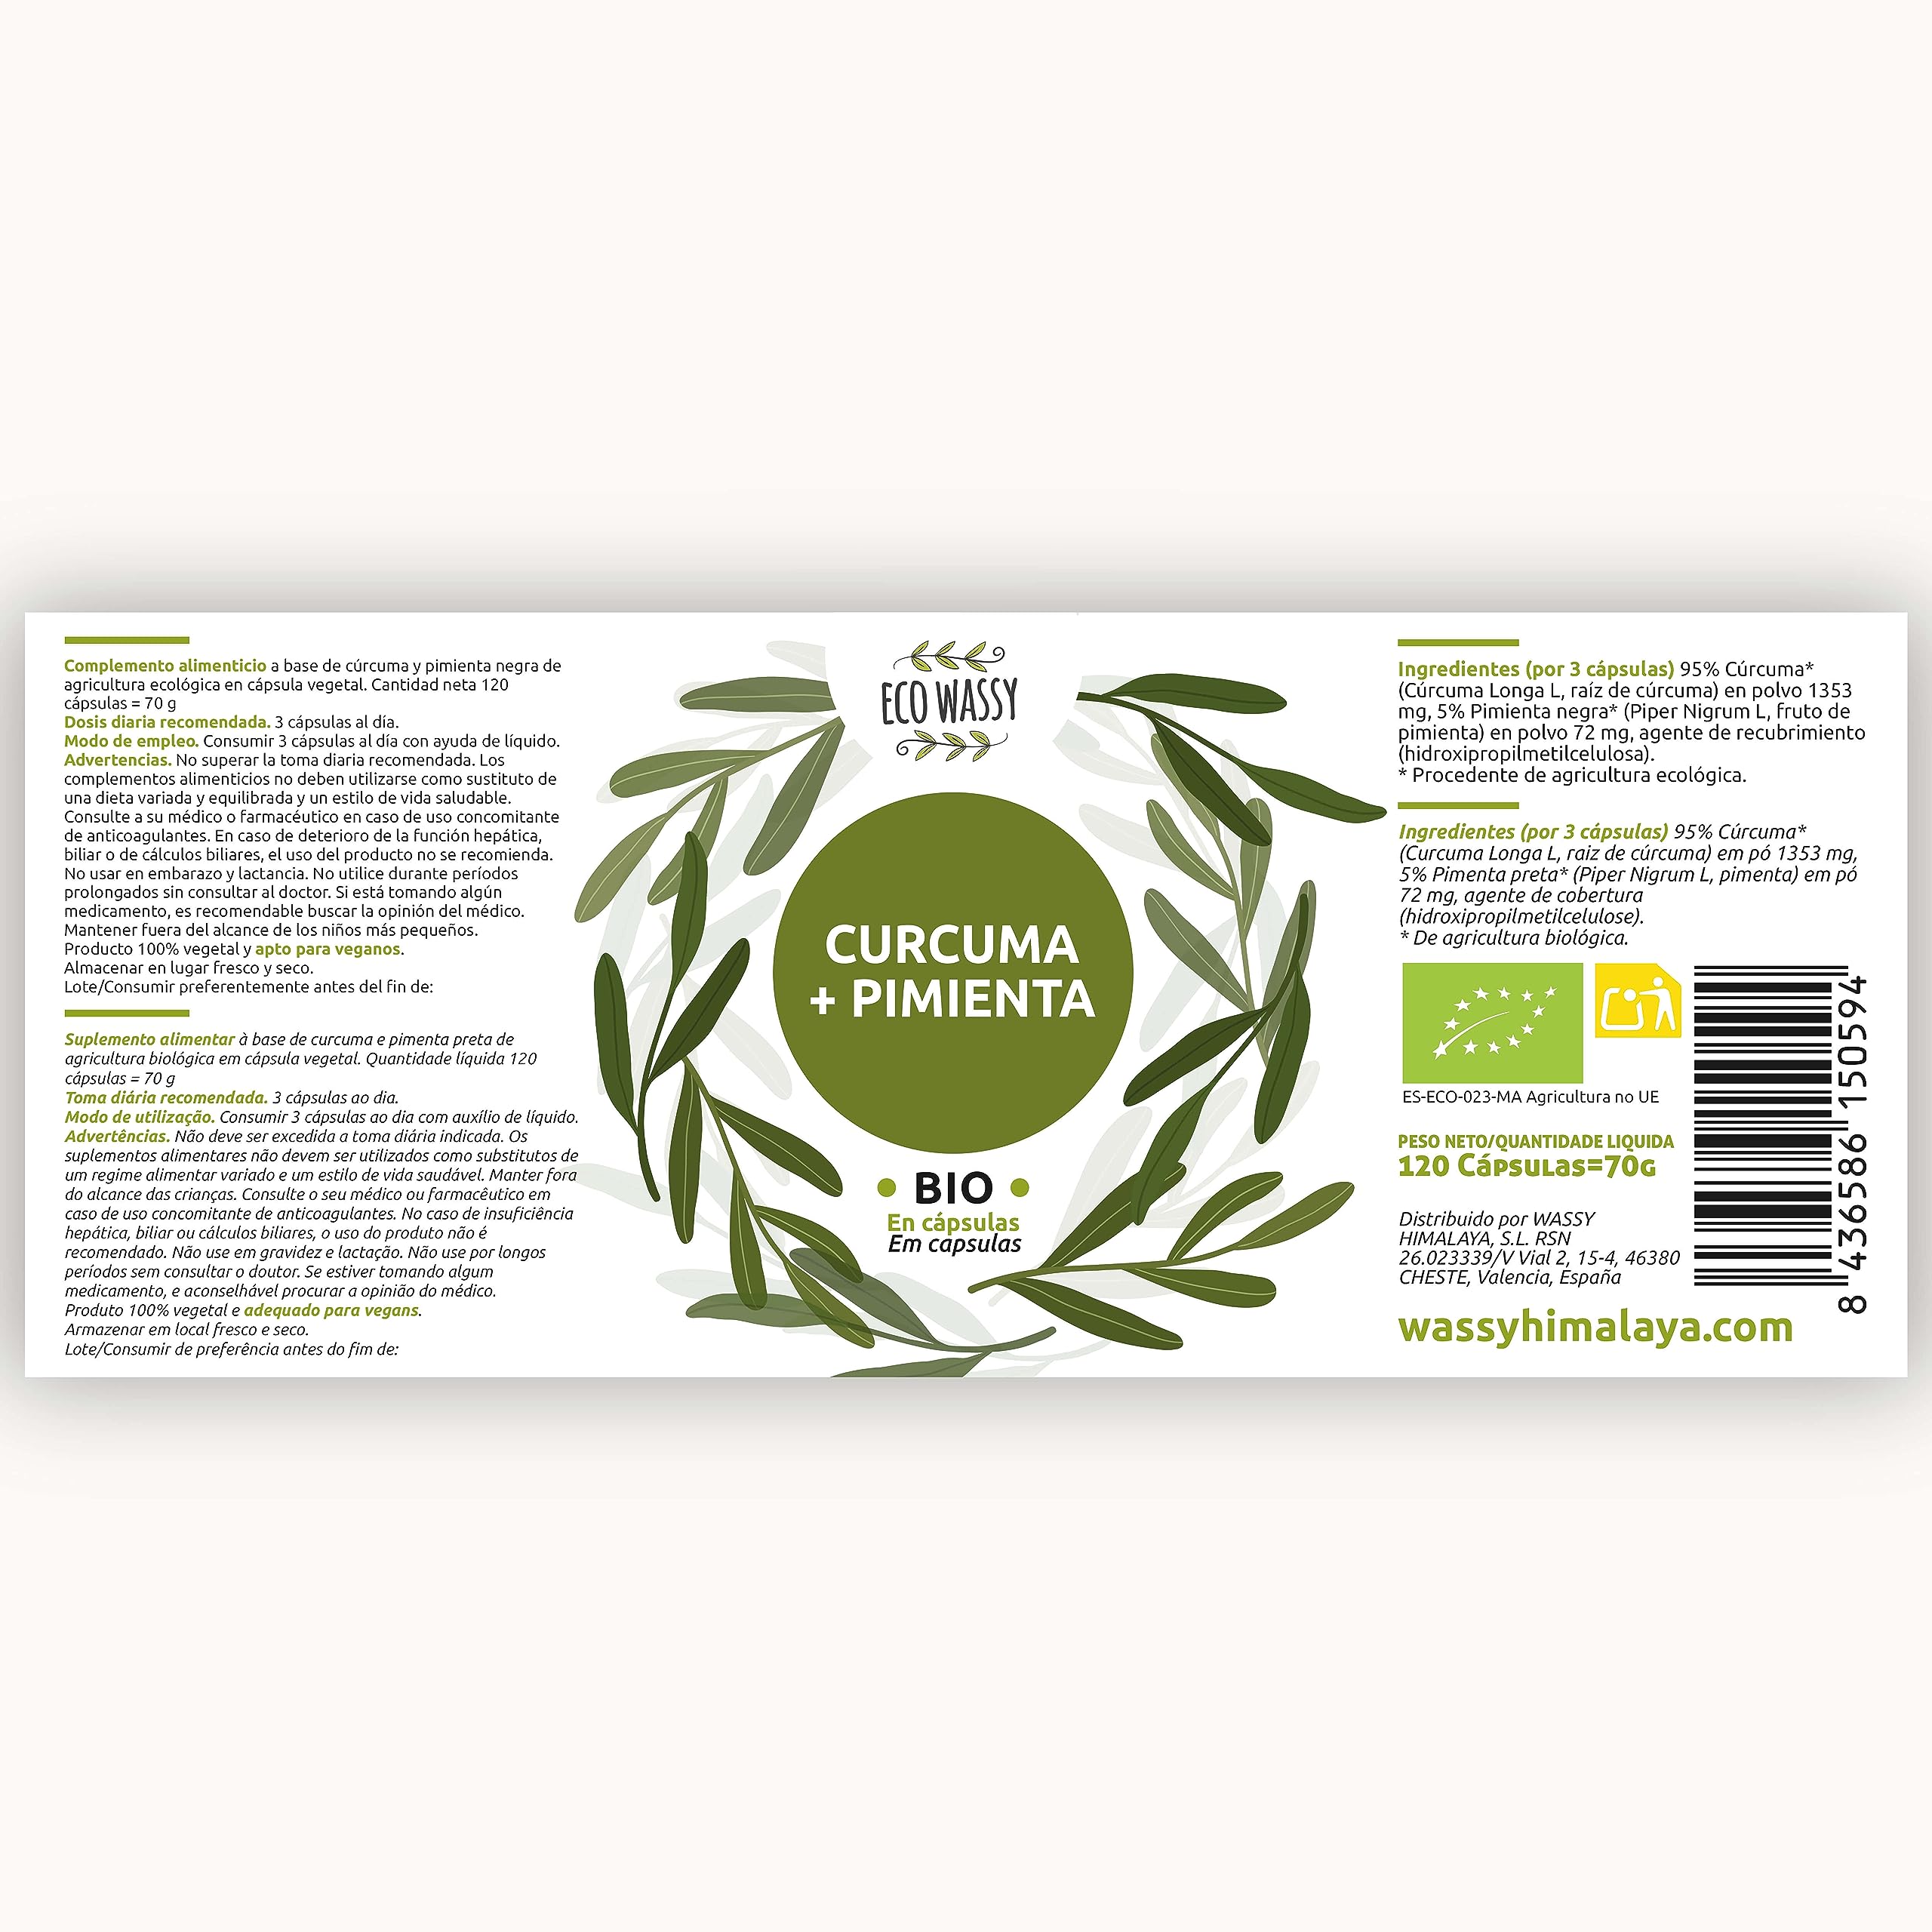 Complemento alimenticio a base de cúrcuma y pimienta negra de
agricultura ecológica en cápsula vegetal. Cantidad neta 120
cápsulas = 70 g
Dosis diaria recomendada. 3 cápsulas al día.
Modo de empleo. Consumir 3 cápsulas al día con ayuda de líquido.
Advertencias. No superar la toma diaria recomendada. Los
complementos alimenticios no deben utilizarse como sustituto de
una dieta variada y equilibrada y un estilo de vida saludable.
Consulte a su médico o farmacéutico en caso de uso concomitante
de anticoagulantes. En caso de deterioro de la función hepática,
biliar o de cálculos biliares, el uso del producto no se recomienda.
No usar en embarazo y lactancia. No utilice durante períodos
prolongados sin consultar al doctor. Si está tomando algún
medicamento, es recomendable buscar la opinión del médico.
Mantener fuera del alcance de los niños más pequeños.
Producto 100% vegetal y apto para veganos.
Almacenar en lugar fresco y seco.
Lote/Consumir preferentemente antes del fin de:
Suplemento alimentar à base de curcuma e pimenta preta de
agricultura biológica em cápsula vegetal. Quantidade líquida 120
cápsulas = 70 g
Toma diária recomendada. 3 cápsulas ao dia.
Modo de utilização. Consumir 3 cápsulas ao dia com auxílio de líquido.
Advertências. Não deve ser excedida a toma diária indicada. Os
suplementos alimentares não devem ser utilizados como substitutos de
um regime alimentar variado e um estilo de vida saudável. Manter fora
do alcance das crianças. Consulte o seu médico ou farmacêutico em
caso de uso concomitante de anticoagulantes. No caso de insuficiência
hepática, biliar ou cálculos biliares, o uso do produto não é
recomendado. Não use em gravidez e lactação. Não use por longos
períodos sem consultar o doutor. Se estiver tomando algum
medicamento, e aconselhável procurar a opinião do médico.
Produto 100% vegetal e adequado para vegans.
Armazenar em local fresco e seco.
Lote/Consumir de preferência antes do fim de:
ECO WASSY
CURCUMA
+ PIMIENTA
BIO
En cápsulas
Em capsulas
Ingredientes (por 3 cápsulas) 95% Cúrcuma*
(Cúrcuma Longa L, raíz de cúrcuma) en polvo 1353
mg, 5% Pimienta negra* (Piper Nigrum L, fruto de
pimienta) en polvo 72 mg, agente de recubrimiento
(hidroxipropilmetilcelulosa).
* Procedente de agricultura ecológica.
Ingredientes (por 3 cápsulas) 95% Cúrcuma*
(Curcuma Longa L, raiz de cúrcuma) em pó 1353 mg,
5% Pimenta preta* (Piper Nigrum L, pimenta) em pó
72 mg, agente de cobertura
(hidroxipropilmetilcelulose).
* De agricultura biológica.
ES-ECO-023-MA Agricultura no UE
PESO NETO/QUANTIDADE LIQUIDA
120 Cápsulas=70g
Distribuido por WASSY
HIMALAYA, S.L. RSN
26.023339/V Vial 2, 15-4, 46380
CHESTE, Valencia, España
wassyhimalaya.com
8 436586 150594